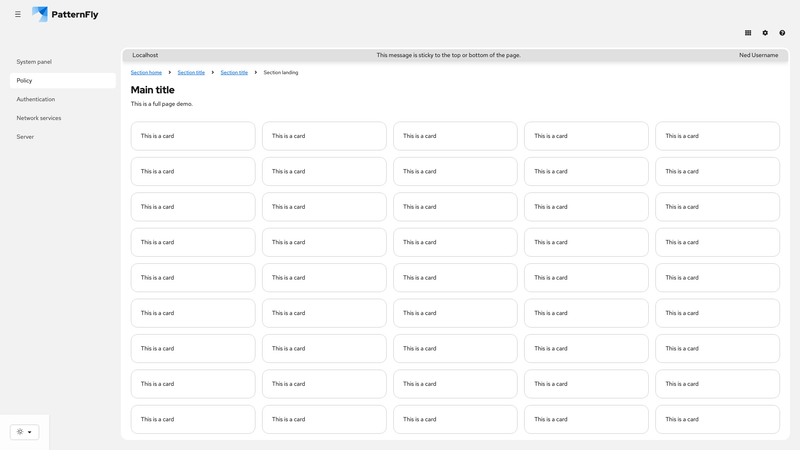 PatternFly
System panel
Policy
Authentication
Network services
Server
Localhost This message is sticky to the top or bottom of the page. Ned Username
Section home Section title Section title Section landing
Main title
This is a full page demo.
This is a card This is a card This is a card This is a card This is a card
This is a card This is a card This is a card This is a card This is a card
This is a card This is a card This is a card This is a card This is a card
This is a card This is a card This is a card This is a card This is a card
This is a card This is a card This is a card This is a card This is a card
This is a card This is a card This is a card This is a card This is a card
This is a card This is a card This is a card This is a card This is a card
This is a card This is a card This is a card This is a card This is a card
This is a card This is a card This is a card This is a card This is a card